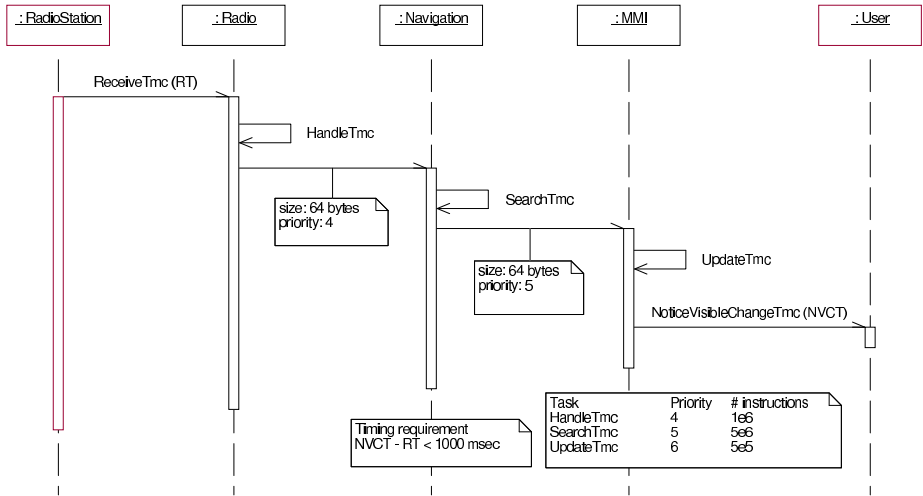 : RadioStation
: Radio
: Navigation
: MMI
: User
ReceiveTmc (RT)
HandleTmc
size: 64 bytes
priority: 4
SearchTmc
size: 64 bytes
priority: 5
UpdateTmc
NoticeVisibleChangeTmc (NVCT)
Timing requirement
NVCT - RT < 1000 msec
Task Priority # instructions
HandleTmc 4 1e6
SearchTmc 5 5e6
UpdateTmc 6 5e5